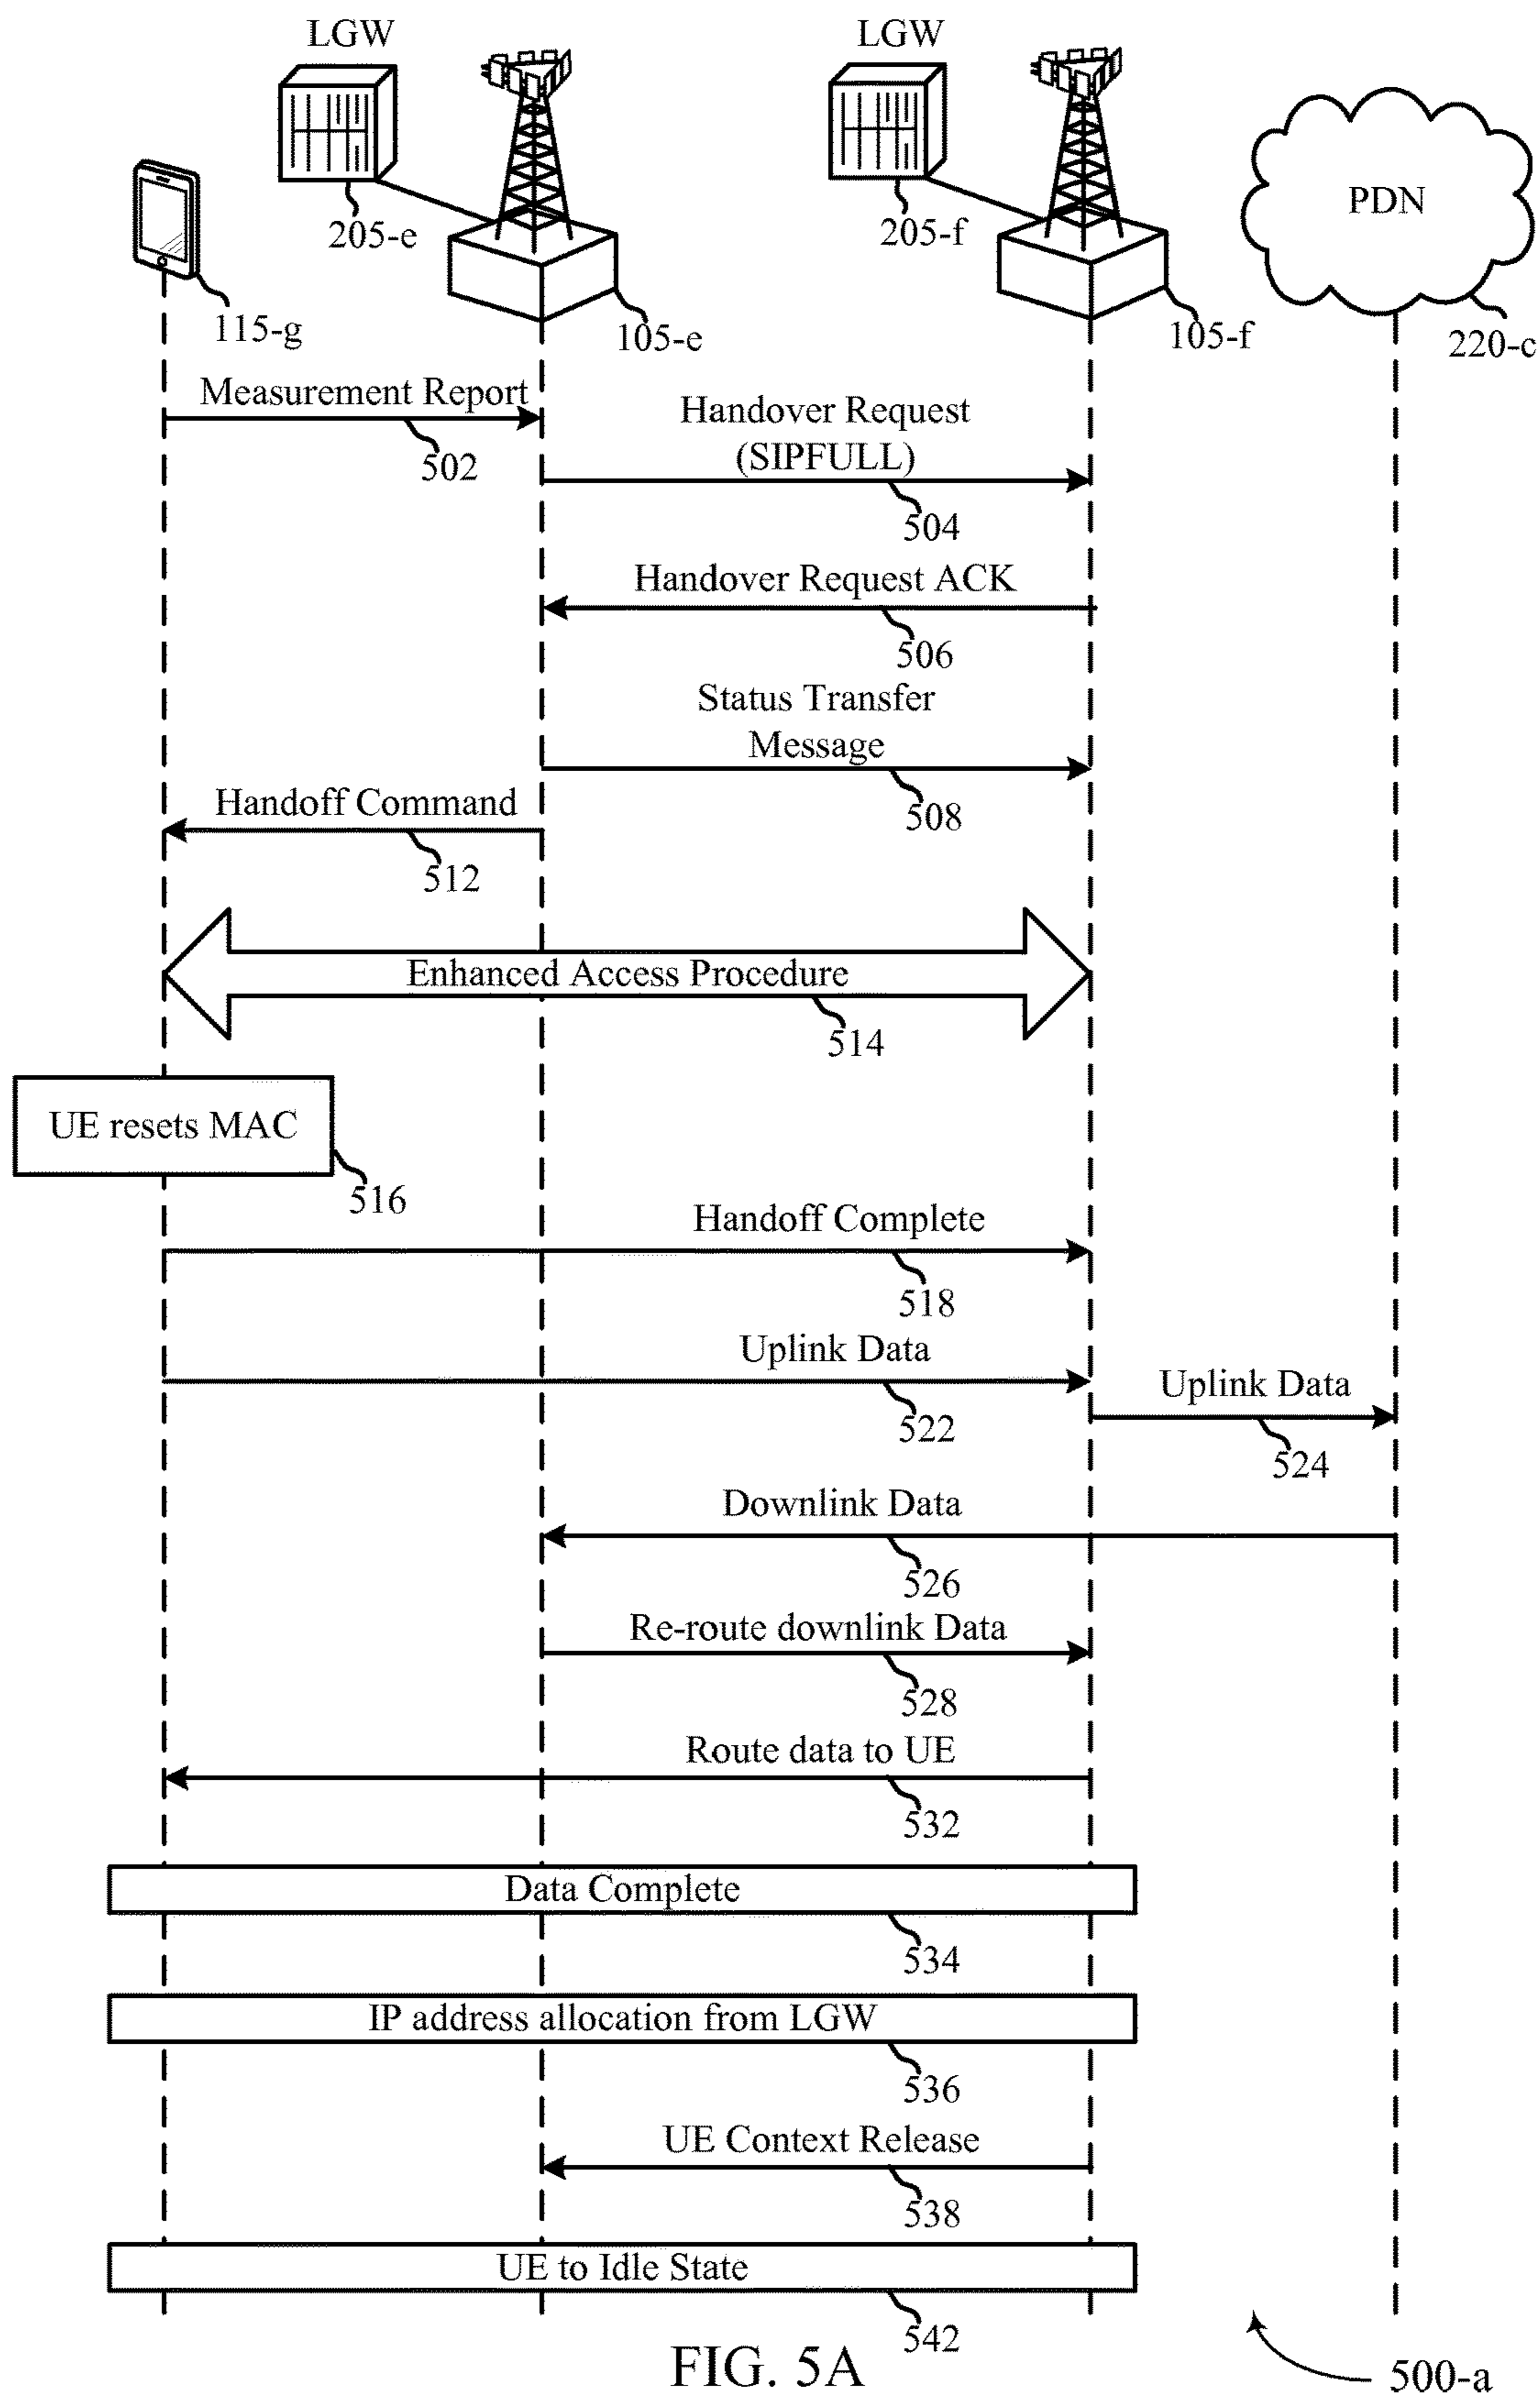 LGW
LGW
PDN
205-e
205-f
115-g
105-e
105-f
220-c
Measurement Report
502
Handover Request
(SIPFULL)
504
Handover Request ACK
506
Status Transfer
Message
508
Handoff Command
512
Enhanced Access Procedure
514
UE resets MAC
516
Handoff Complete
518
Uplink Data
522
Uplink Data
524
Downlink Data
526
Re-route downlink Data
528
Route data to UE
532
Data Complete
534
IP address allocation from LGW
536
UE Context Release
538
UE to Idle State
542
FIG. 5A
500-a